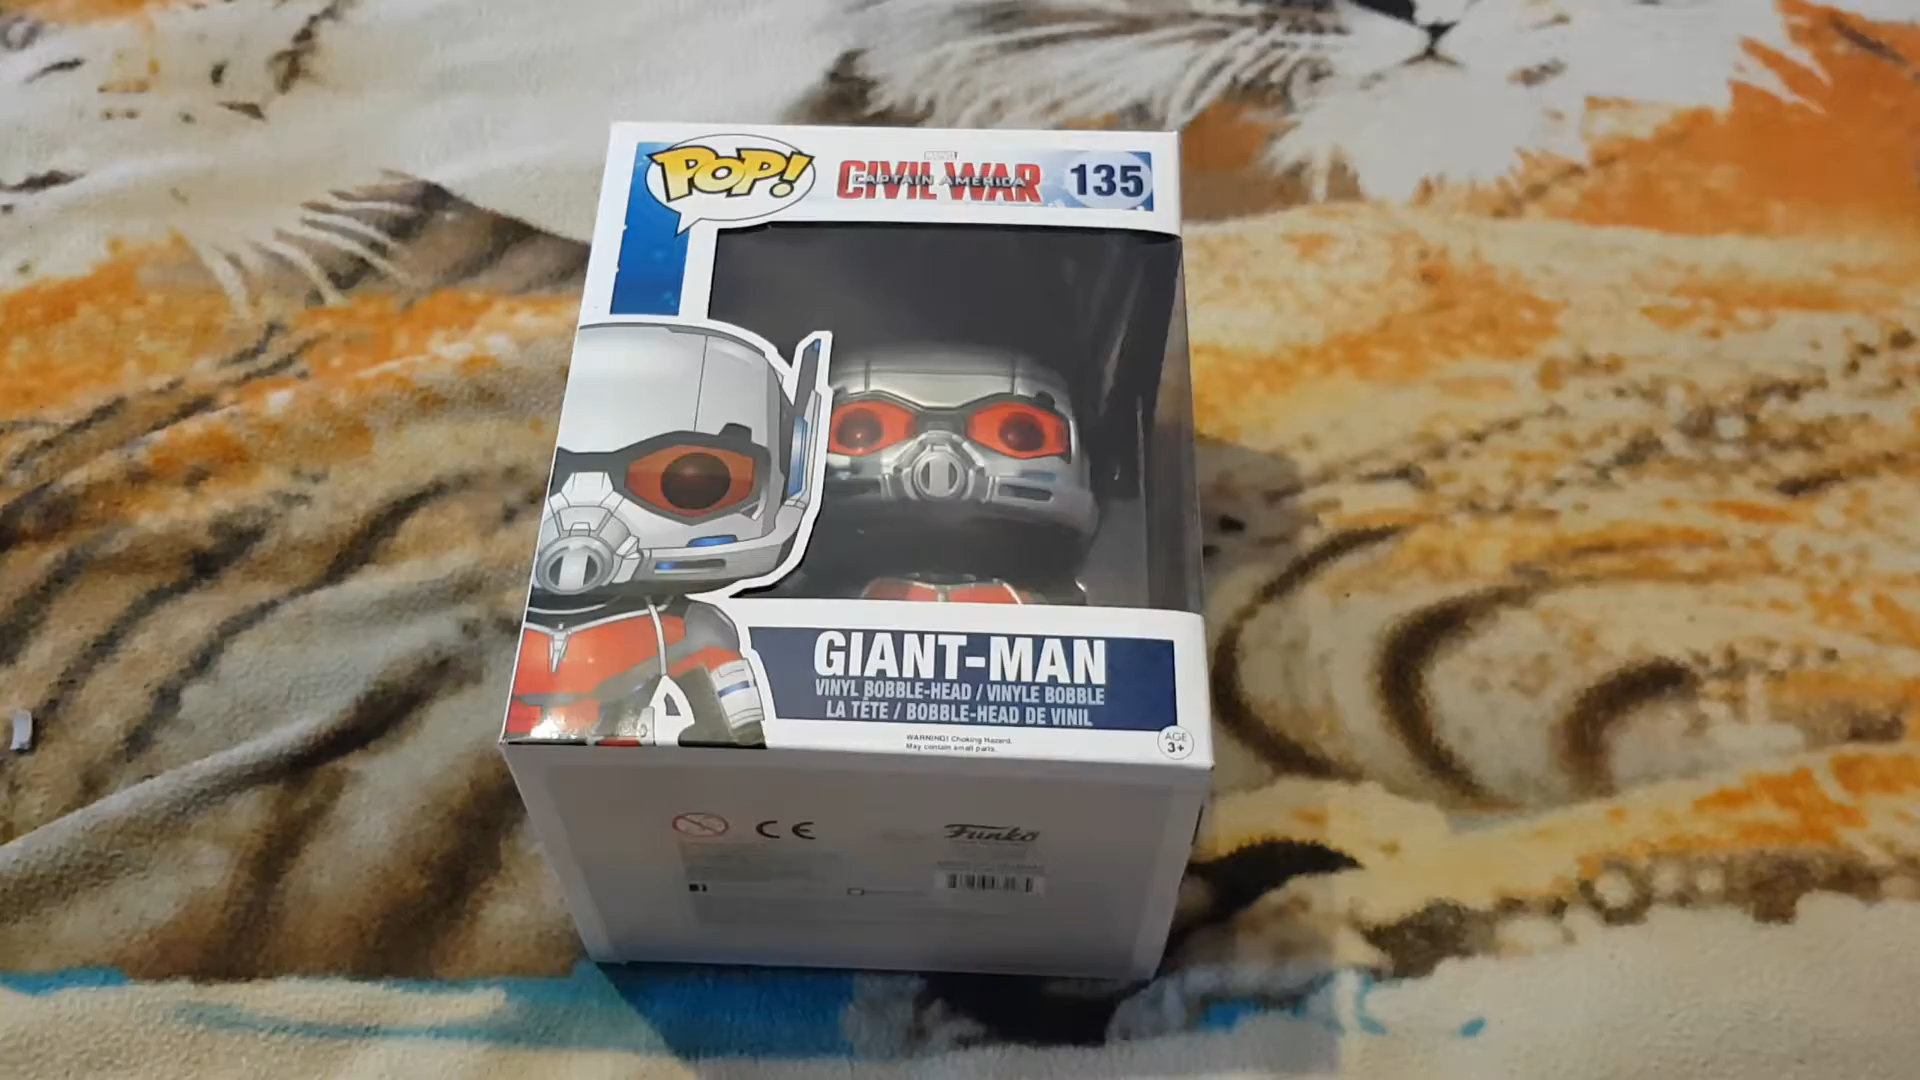 POP!
MARVEL
CAPTAIN AMERICA
CIVIL WAR
135
GIANT-MAN
VINYL BOBBLE-HEAD / VINYLE BOBBLE
LA TÊTE / BOBBLE-HEAD DE VINIL
WARNING! Choking Hazard.
May contain small parts.
AGE
3+
CE
Funko